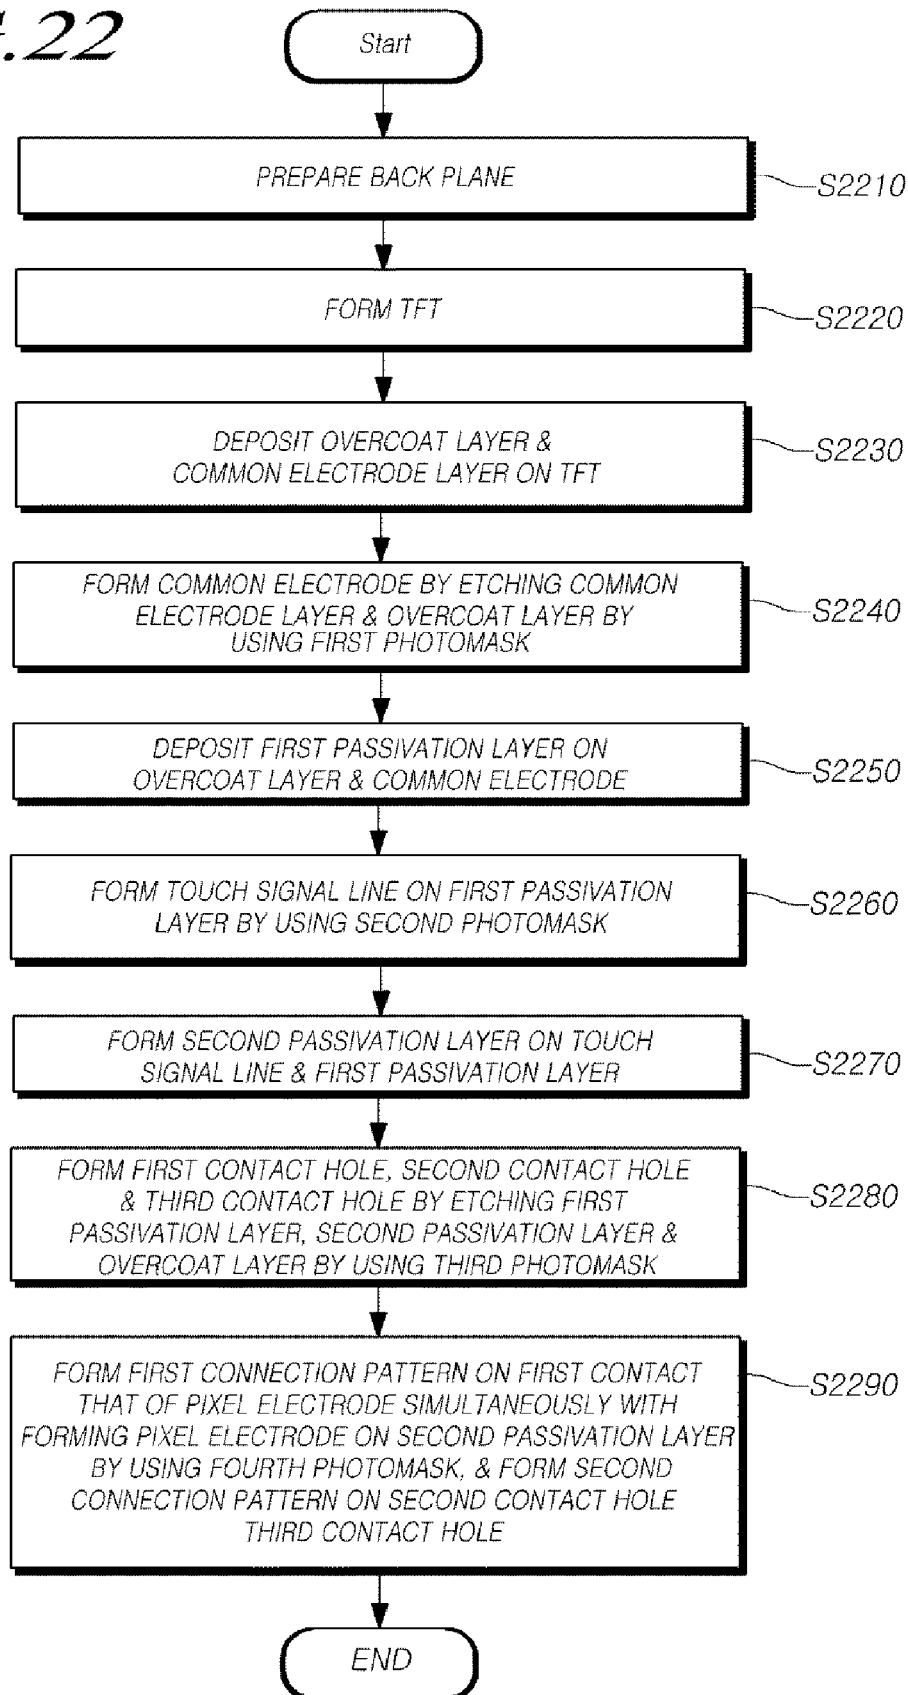 .22
Start
PREPARE BACK PLANE
S2210
FORM TFT
S2220
DEPOSIT OVERCOAT LAYER &
COMMON ELECTRODE LAYER ON TFT
S2230
FORM COMMON ELECTRODE BY ETCHING COMMON
ELECTRODE LAYER & OVERCOAT LAYER BY
USING FIRST PHOTOMASK
S2240
DEPOSIT FIRST PASSIVATION LAYER ON
OVERCOAT LAYER & COMMON ELECTRODE
S2250
FORM TOUCH SIGNAL LINE ON FIRST PASSIVATION
LAYER BY USING SECOND PHOTOMASK
S2260
FORM SECOND PASSIVATION LAYER ON TOUCH
SIGNAL LINE & FIRST PASSIVATION LAYER
S2270
FORM FIRST CONTACT HOLE, SECOND CONTACT HOLE
& THIRD CONTACT HOLE BY ETCHING FIRST
PASSIVATION LAYER, SECOND PASSIVATION LAYER &
OVERCOAT LAYER BY USING THIRD PHOTOMASK
S2280
FORM FIRST CONNECTION PATTERN ON FIRST CONTACT
THAT OF PIXEL ELECTRODE SIMULTANEOUSLY WITH
FORMING PIXEL ELECTRODE ON SECOND PASSIVATION LAYER
BY USING FOURTH PHOTOMASK, & FORM SECOND
CONNECTION PATTERN ON SECOND CONTACT HOLE
THIRD CONTACT HOLE
S2290
END